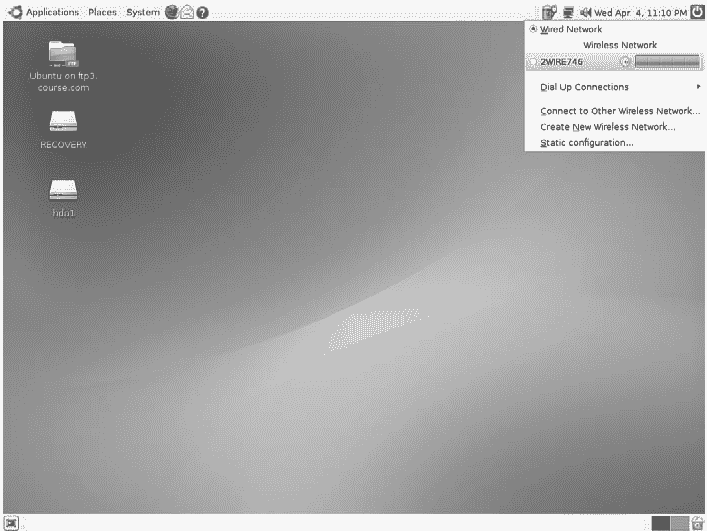 Applications Places System
Wed Apr 4, 11:10 PM
Wired Network
Wireless Network
2WIRE746
Dial Up Connections
Connect to Other Wireless Network...
Create New Wireless Network...
Static configuration...
Ubuntu on ftp3.
course.com
RECOVERY
hda1